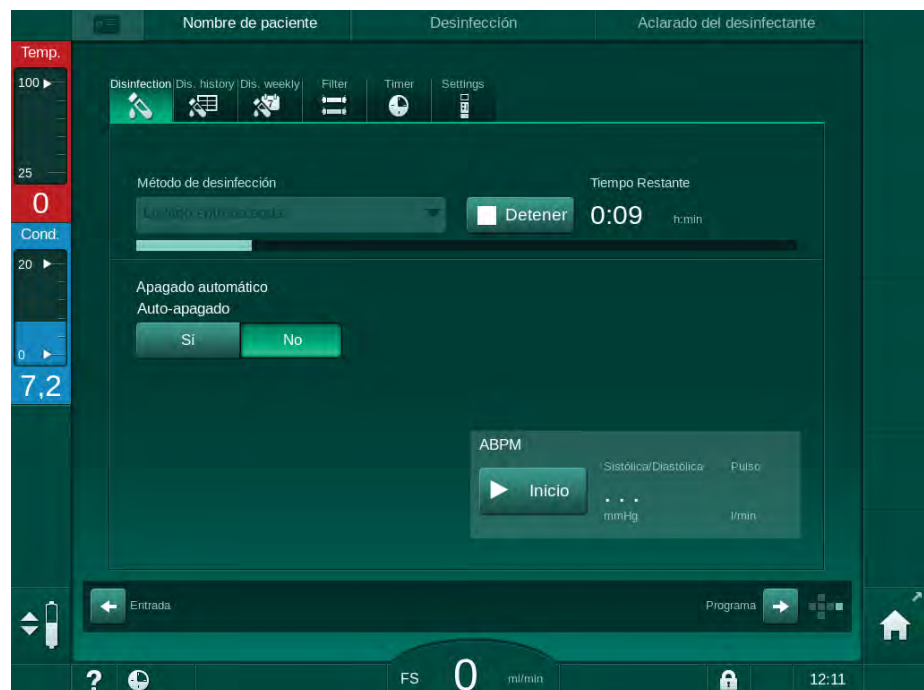 Nombre de paciente Desinfección Aclarado del desinfectante
Temp.
100
25
0
Cond.
20
0
7,2
Disinfection Dis. history Dis. weekly Filter Timer Settings
Método de desinfección
Tiempo Restante
Detener 0:09 h:min
Apagado automático
Auto-apagado
Sí No
ABPM
Sistólica/Diastólica Pulso
Inicio . . .
mmHg l/min
Entrada Programa
? FS 0 ml/min 12:11